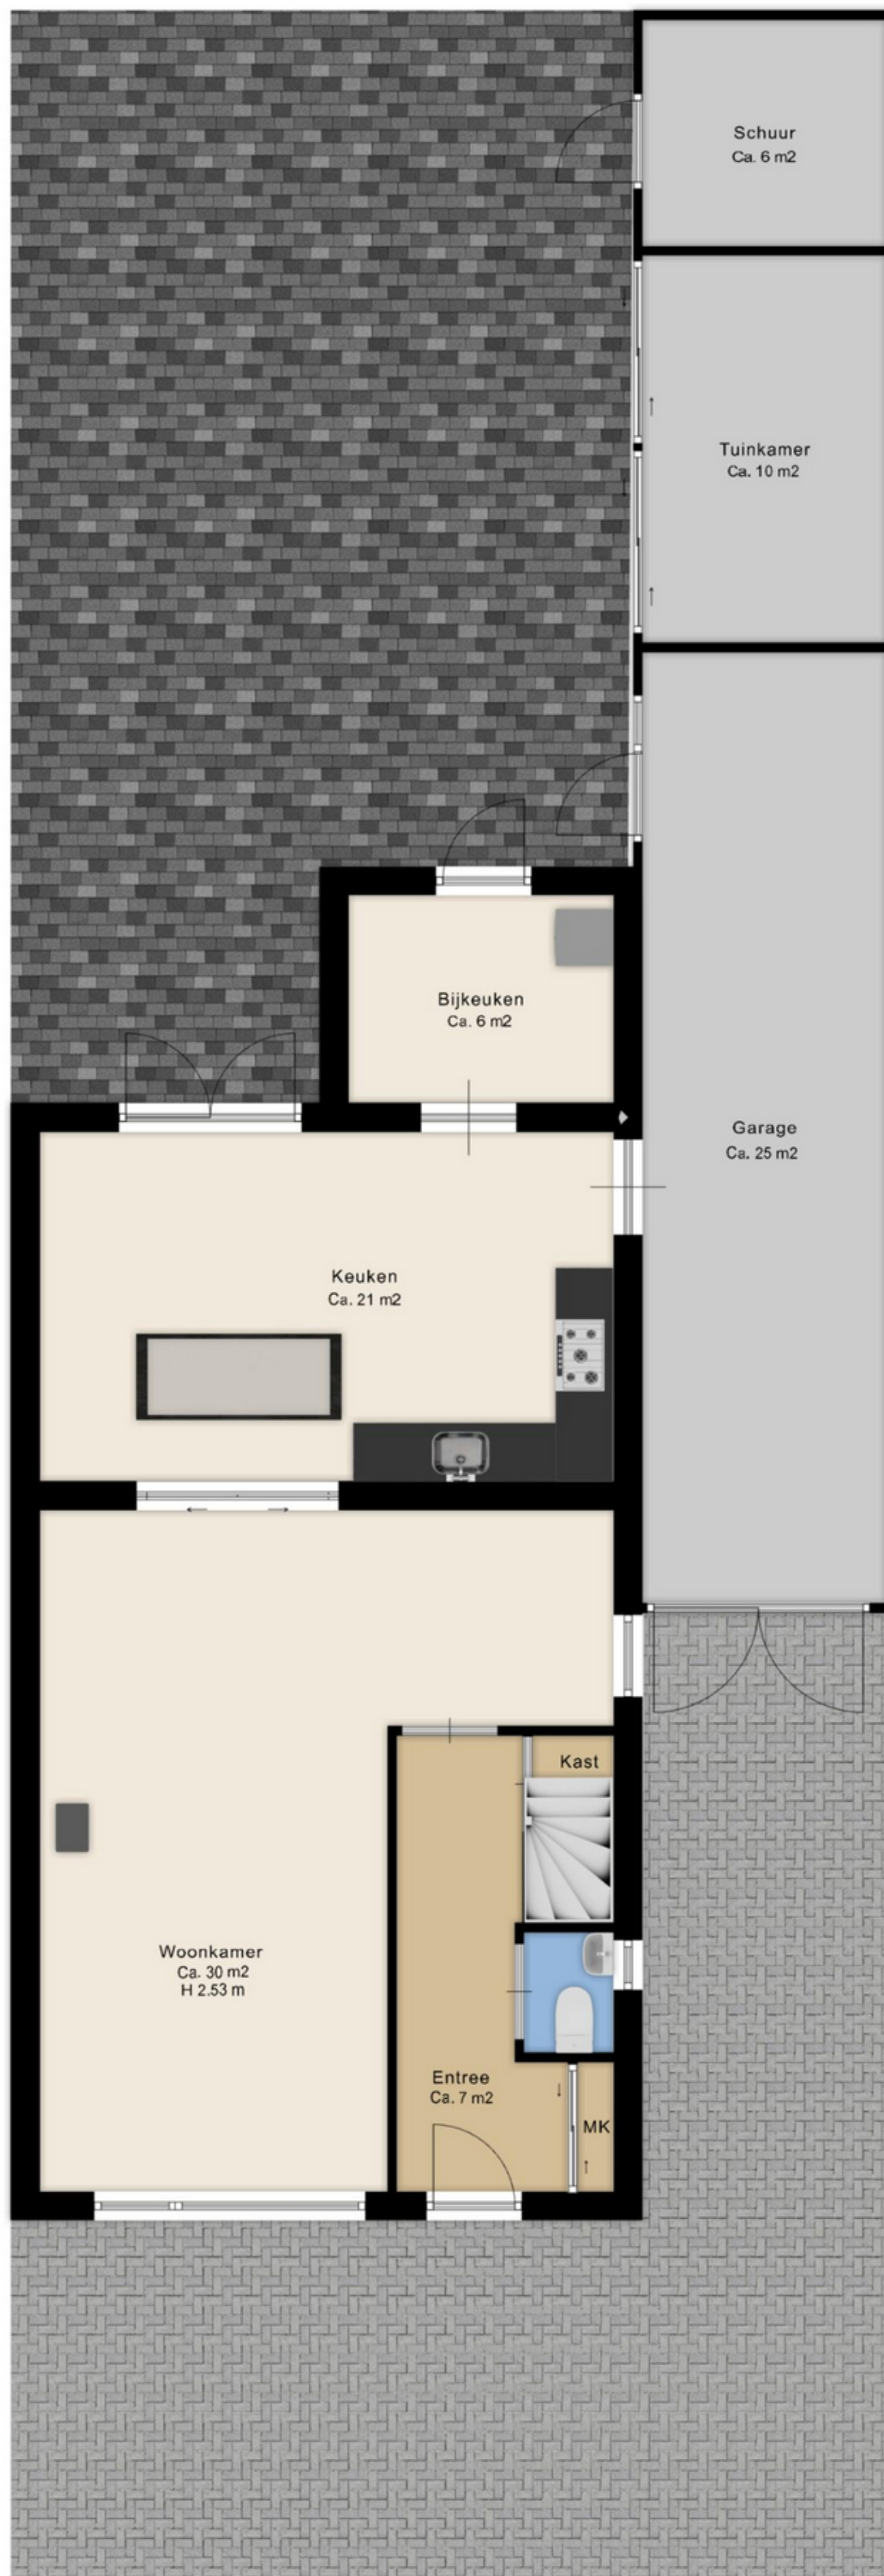 Schuur
Ca. 6 m2
Tuinkamer
Ca. 10 m2
Bijkeuken
Ca. 6 m2
Garage
Ca. 25 m2
Keuken
Ca. 21 m2
Kast
Woonkamer
Ca. 30 m2
H 2.53 m
Entree
Ca. 7 m2
MK